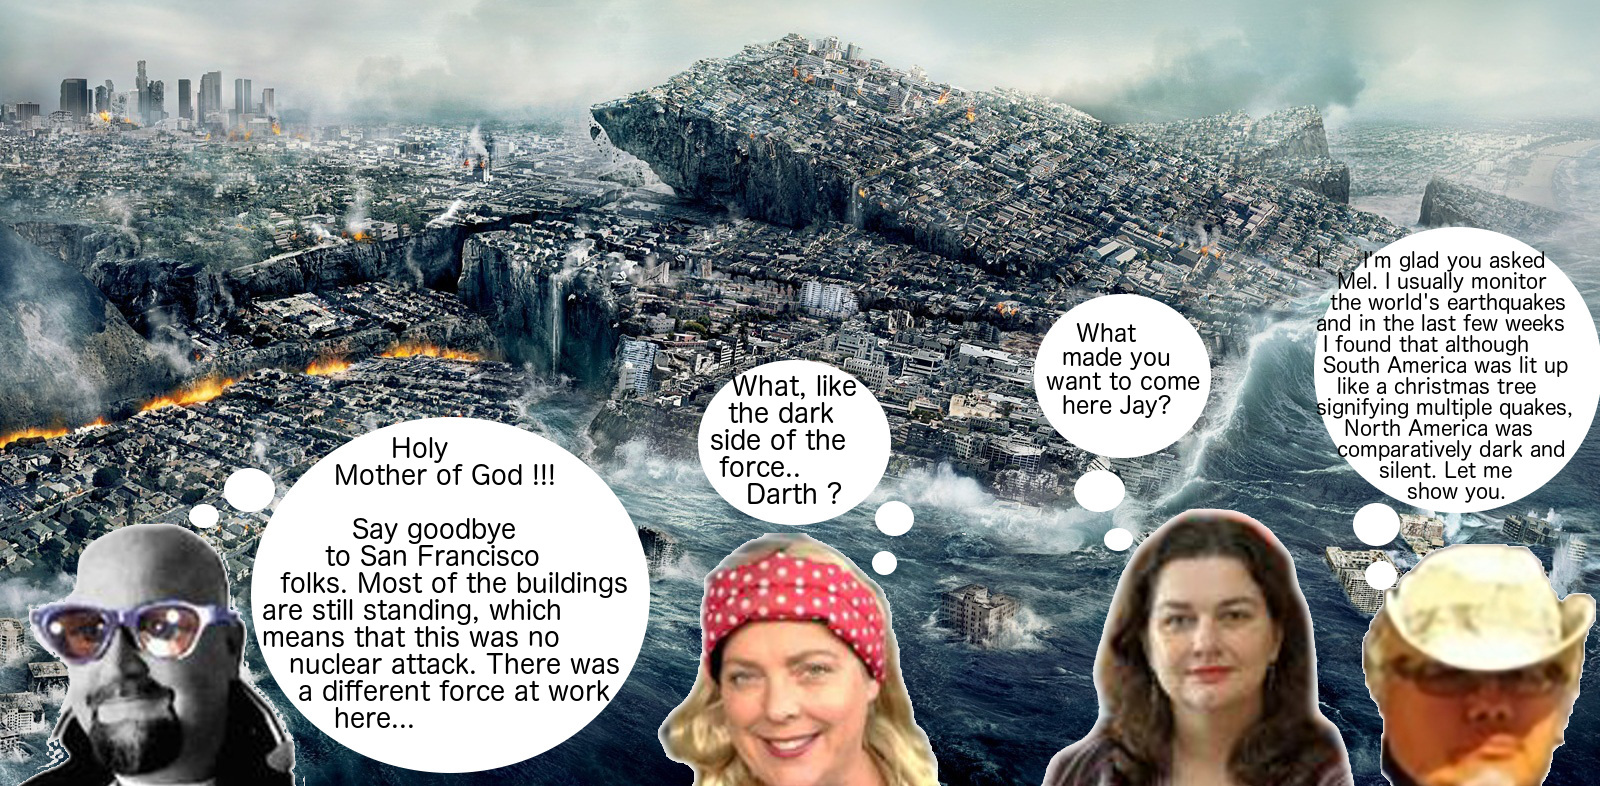 Holy
Mother of God !!!
Say goodbye
to San Francisco
folks. Most of the buildings
are still standing, which
means that this was no
nuclear attack. There was
a different force at work
here...
What, like
the dark
side of the
force..
Darth ?
What
made you
want to come
here Jay?
I'm glad you asked
Mel. I usually monitor
the world's earthquakes
and in the last few weeks
I found that although
South America was lit up
like a christmas tree
signifying multiple quakes,
North America was
comparatively dark and
silent. Let me
show you.